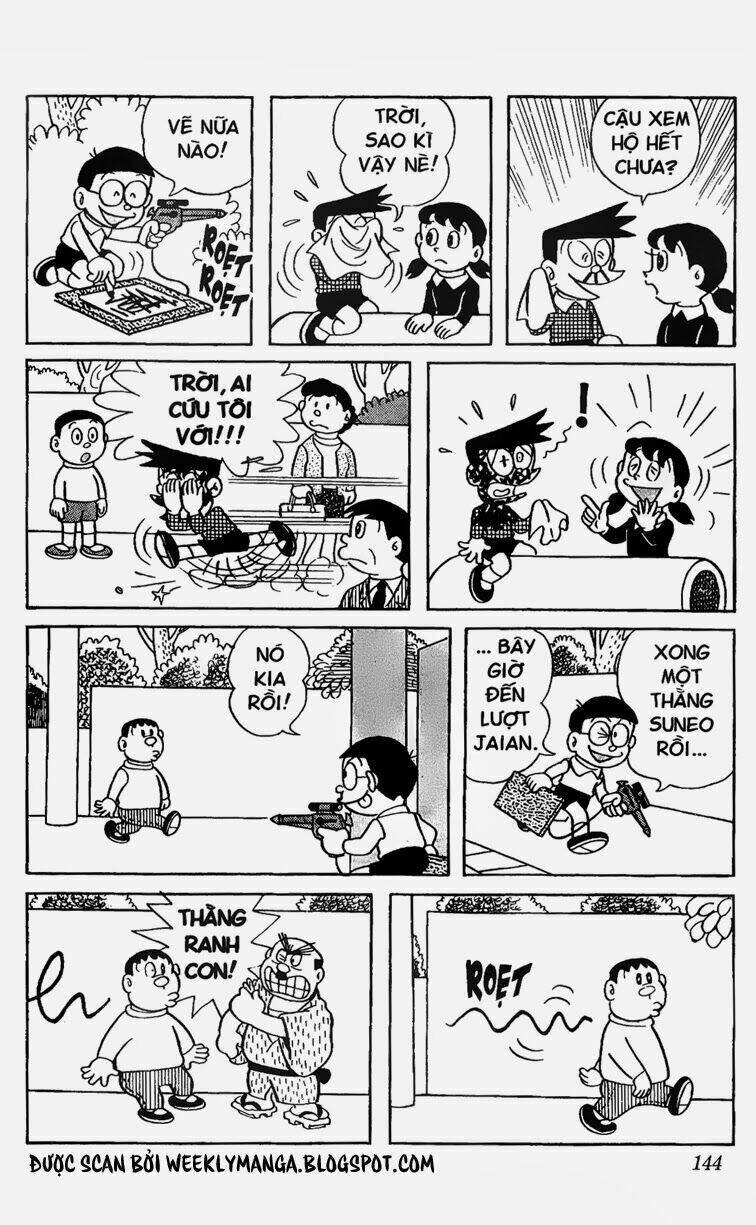 VẼ NỮA
NÀO!
ROẸT
ROẸT
TRỜI,
SAO KÌ
VẬY NÈ!
CẬU XEM
HỘ HẾT
CHƯA?
TRỜI, AI
CỨU TÔI
VỚI!!!
!
NÓ
KIA
RỒI!
... BÂY
GIỜ
ĐẾN
LƯỢT
JAIAN.
XONG
MỘT
THẰNG
SUNEO
RỒI...
THẰNG
RANH
CON!
ROẸT
ĐƯỢC SCAN BỞI WEEKLYMANGA.BLOGSPOT.COM
144